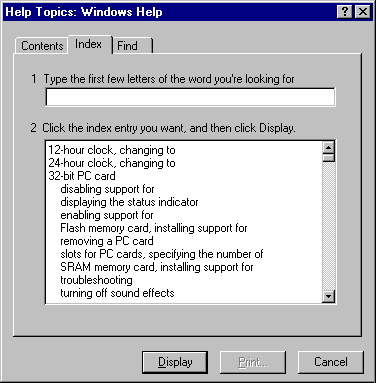 Help Topics: Windows Help
Contents Index Find
1 Type the first few letters of the word you're looking for
2 Click the index entry you want, and then click Display.
12-hour clock, changing to
24-hour clock, changing to
32-bit PC card
disabling support for
displaying the status indicator
enabling support for
Flash memory card, installing support for
removing a PC card
slots for PC cards, specifying the number of
SRAM memory card, installing support for
troubleshooting
turning off sound effects
Display Print... Cancel